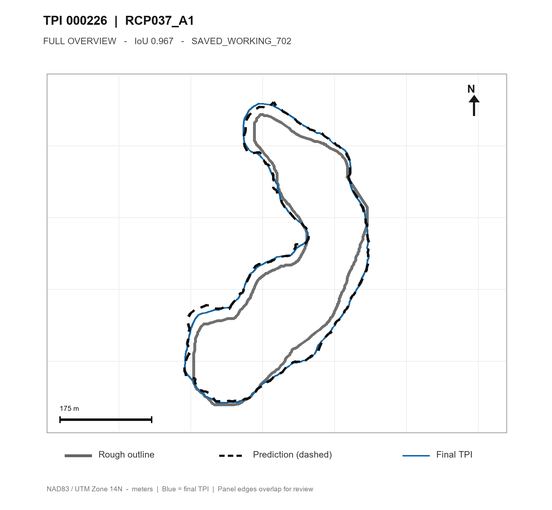 TPI 000226 | RCP037_A1
FULL OVERVIEW - IoU 0.967 - SAVED_WORKING_702
N
175 m
Rough outline
Prediction (dashed)
Final TPI
NAD83 / UTM Zone 14N - meters | Blue = final TPI | Panel edges overlap for review